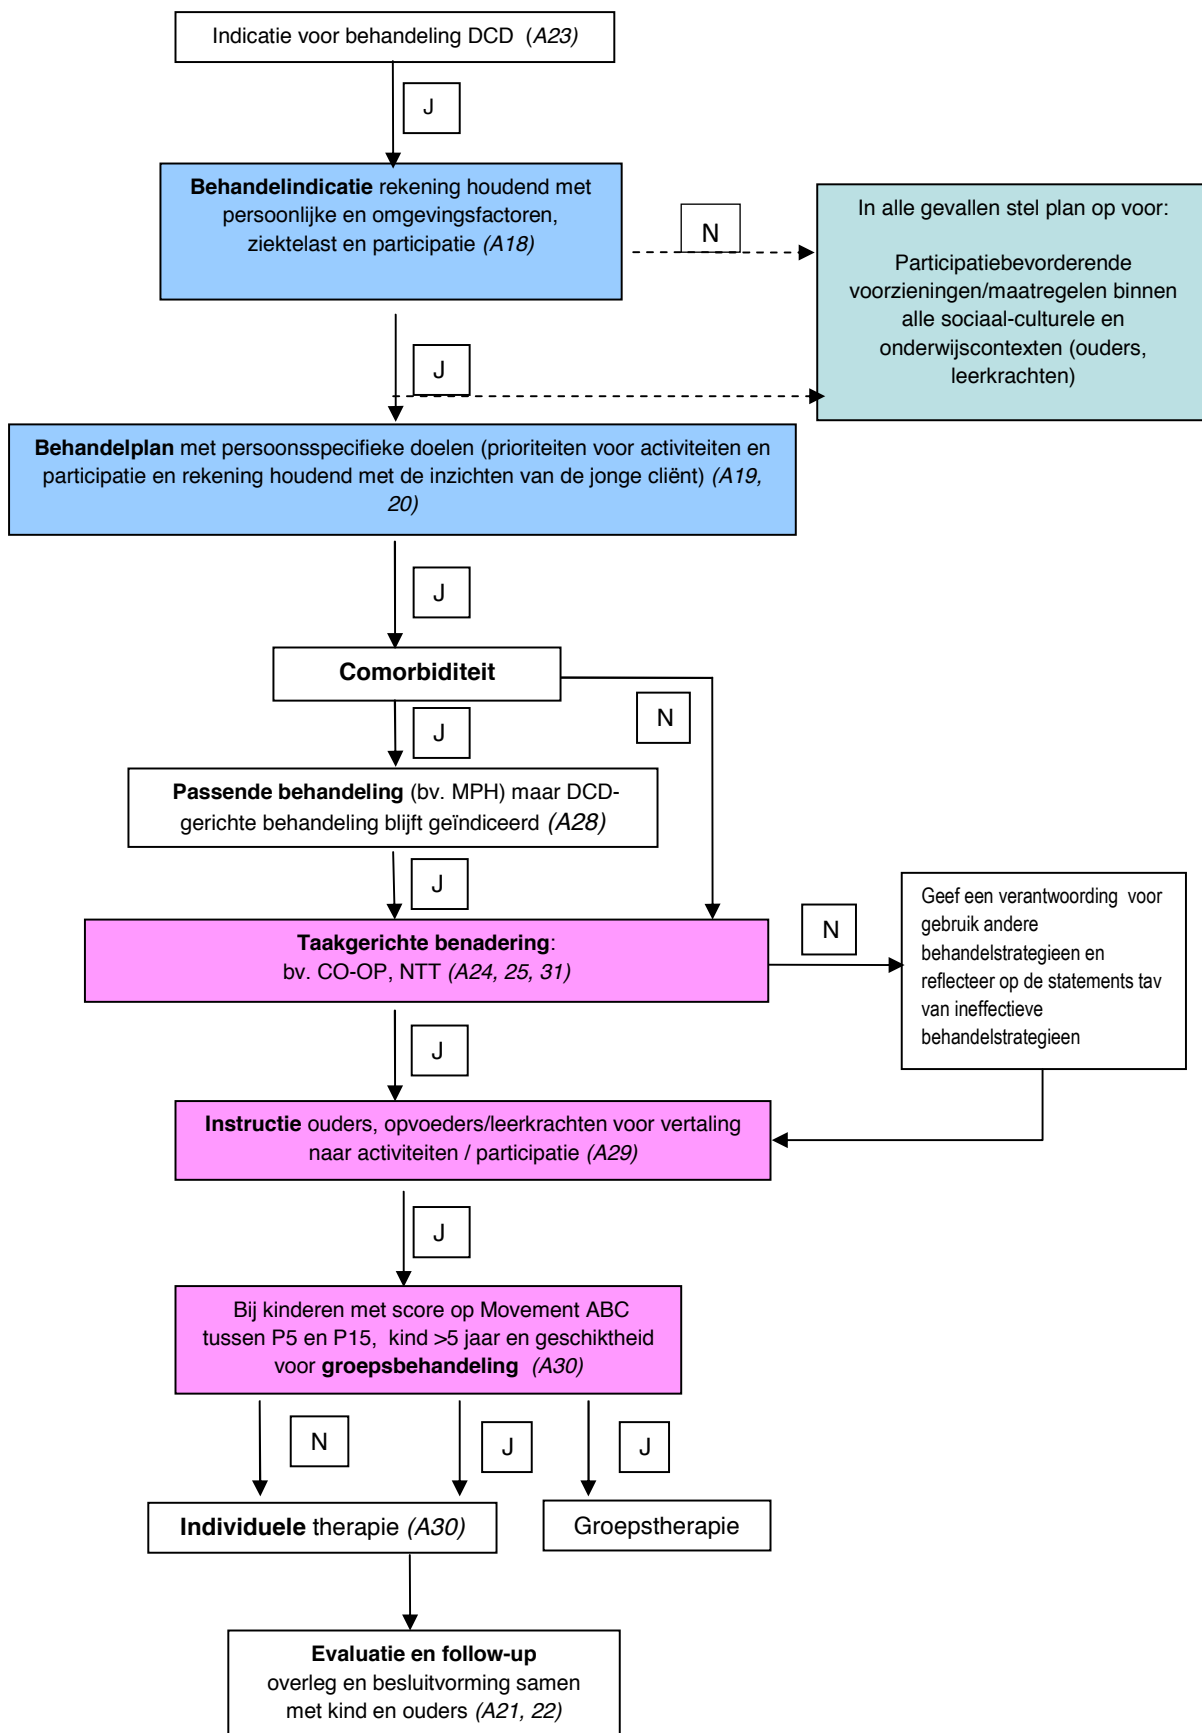 Indicatie voor behandeling DCD (A23)
J
Behandelindicatie rekening houdend met
persoonlijke en omgevingsfactoren,
ziektelast en participatie (A18)
N
In alle gevallen stel plan op voor:
Participatiebevorderende
voorzieningen/maatregelen binnen
alle sociaal-culturele en
onderwijscontexten (ouders,
leerkrachten)
J
Behandelplan met persoonsspecifieke doelen (prioriteiten voor activiteiten en
participatie en rekening houdend met de inzichten van de jonge cliënt) (A19,
20)
J
Comorbiditeit
J
N
Passende behandeling (bv. MPH) maar DCD-
gerichte behandeling blijft geïndiceerd (A28)
J
Taakgerichte benadering:
bv. CO-OP, NTT (A24, 25, 31)
N
Geef een verantwoording voor
gebruik andere
behandelstrategieen en
reflecteer op de statements tav
van ineffectieve
behandelstrategieen
J
Instructie ouders, opvoeders/leerkrachten voor vertaling
naar activiteiten / participatie (A29)
J
Bij kinderen met score op Movement ABC
tussen P5 en P15, kind >5 jaar en geschiktheid
voor groepsbehandeling (A30)
N
J
J
Individuele therapie (A30)
Groepstherapie
Evaluatie en follow-up
overleg en besluitvorming samen
met kind en ouders (A21, 22)